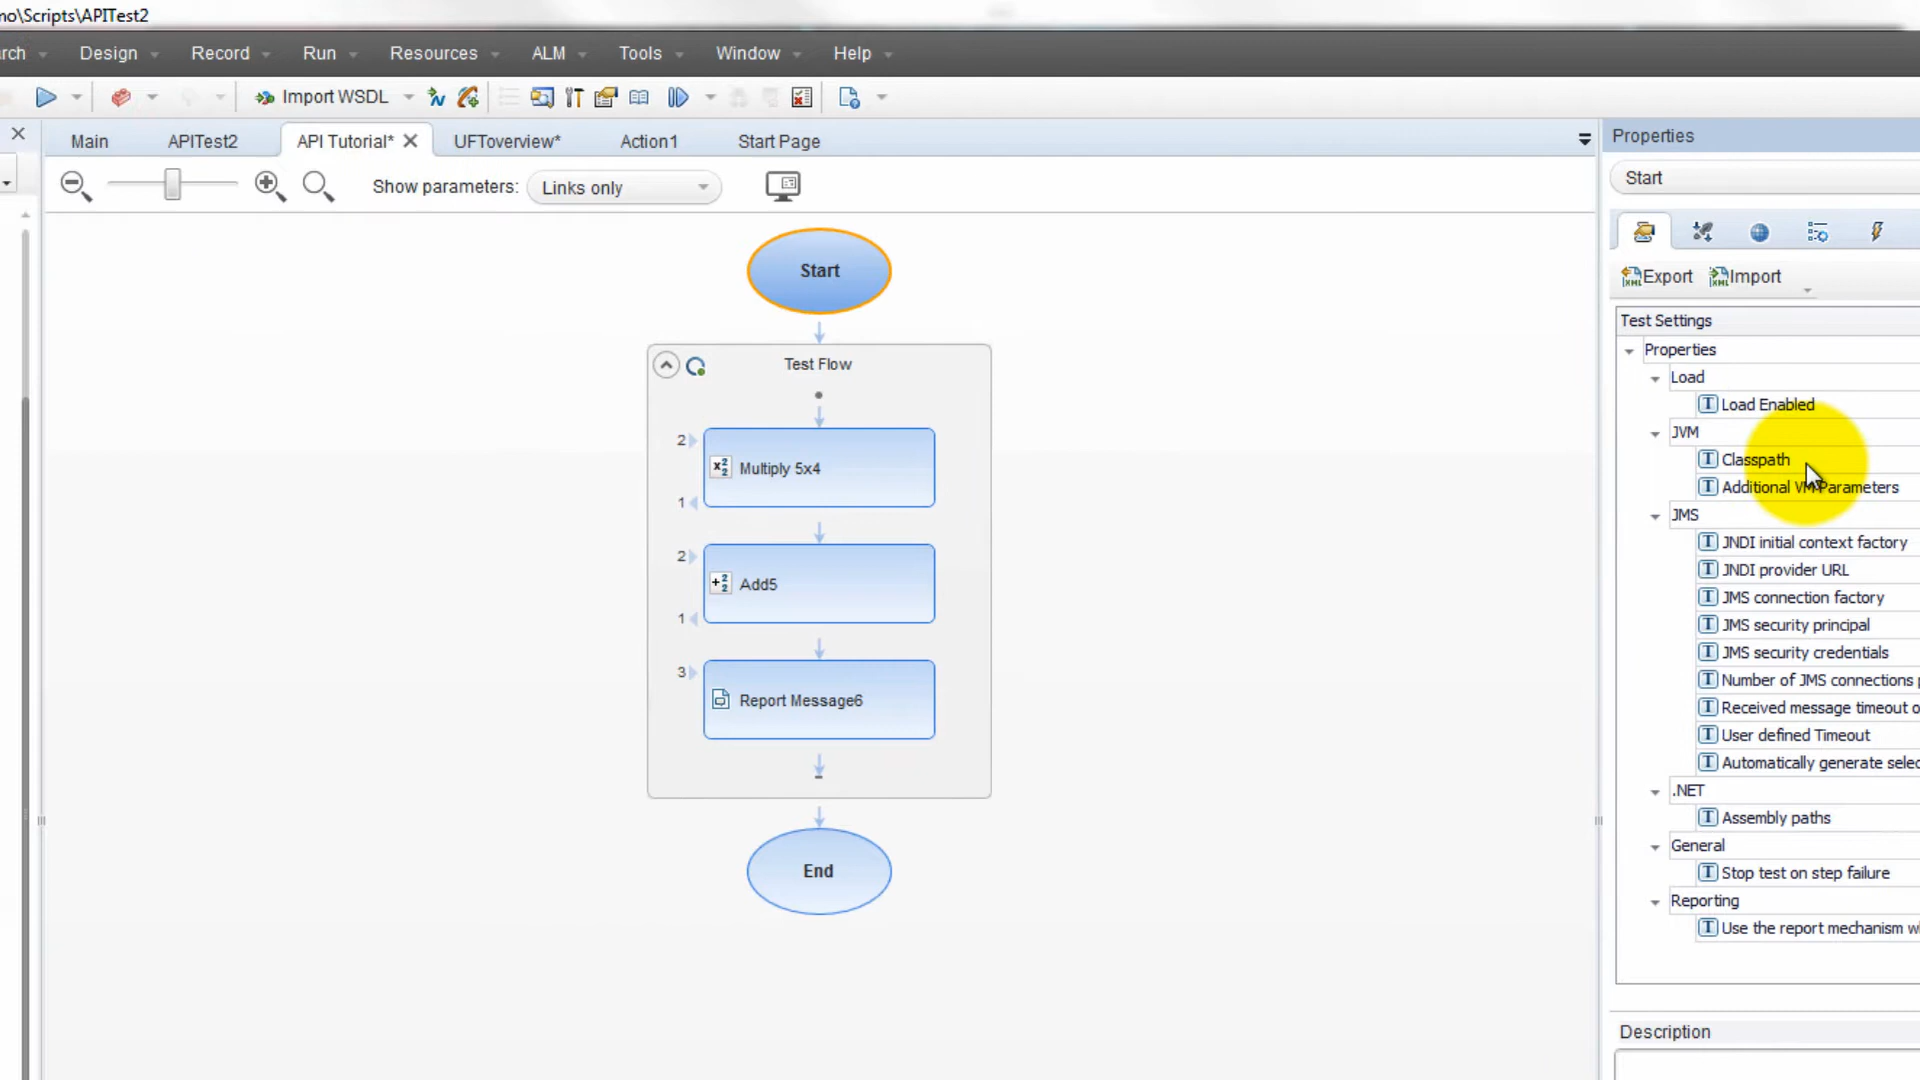 no\Scripts\APITest2
rch Design Record Run Resources ALM Tools Window Help
Import WSDL
Main APITest2 API Tutorial* UFToverview* Action1 Start Page
Show parameters: Links only
Start
Test Flow
2
Multiply 5x4
1
2
Add5
1
3
Report Message6
End
Properties
Start
Export Import
Test Settings
Properties
Load
Load Enabled
JVM
Classpath
Additional VM Parameters
JMS
JNDI initial context factory
JNDI provider URL
JMS connection factory
JMS security principal
JMS security credentials
Number of JMS connections p
Received message timeout o
User defined Timeout
Automatically generate selec
.NET
Assembly paths
General
Stop test on step failure
Reporting
Use the report mechanism wh
Description